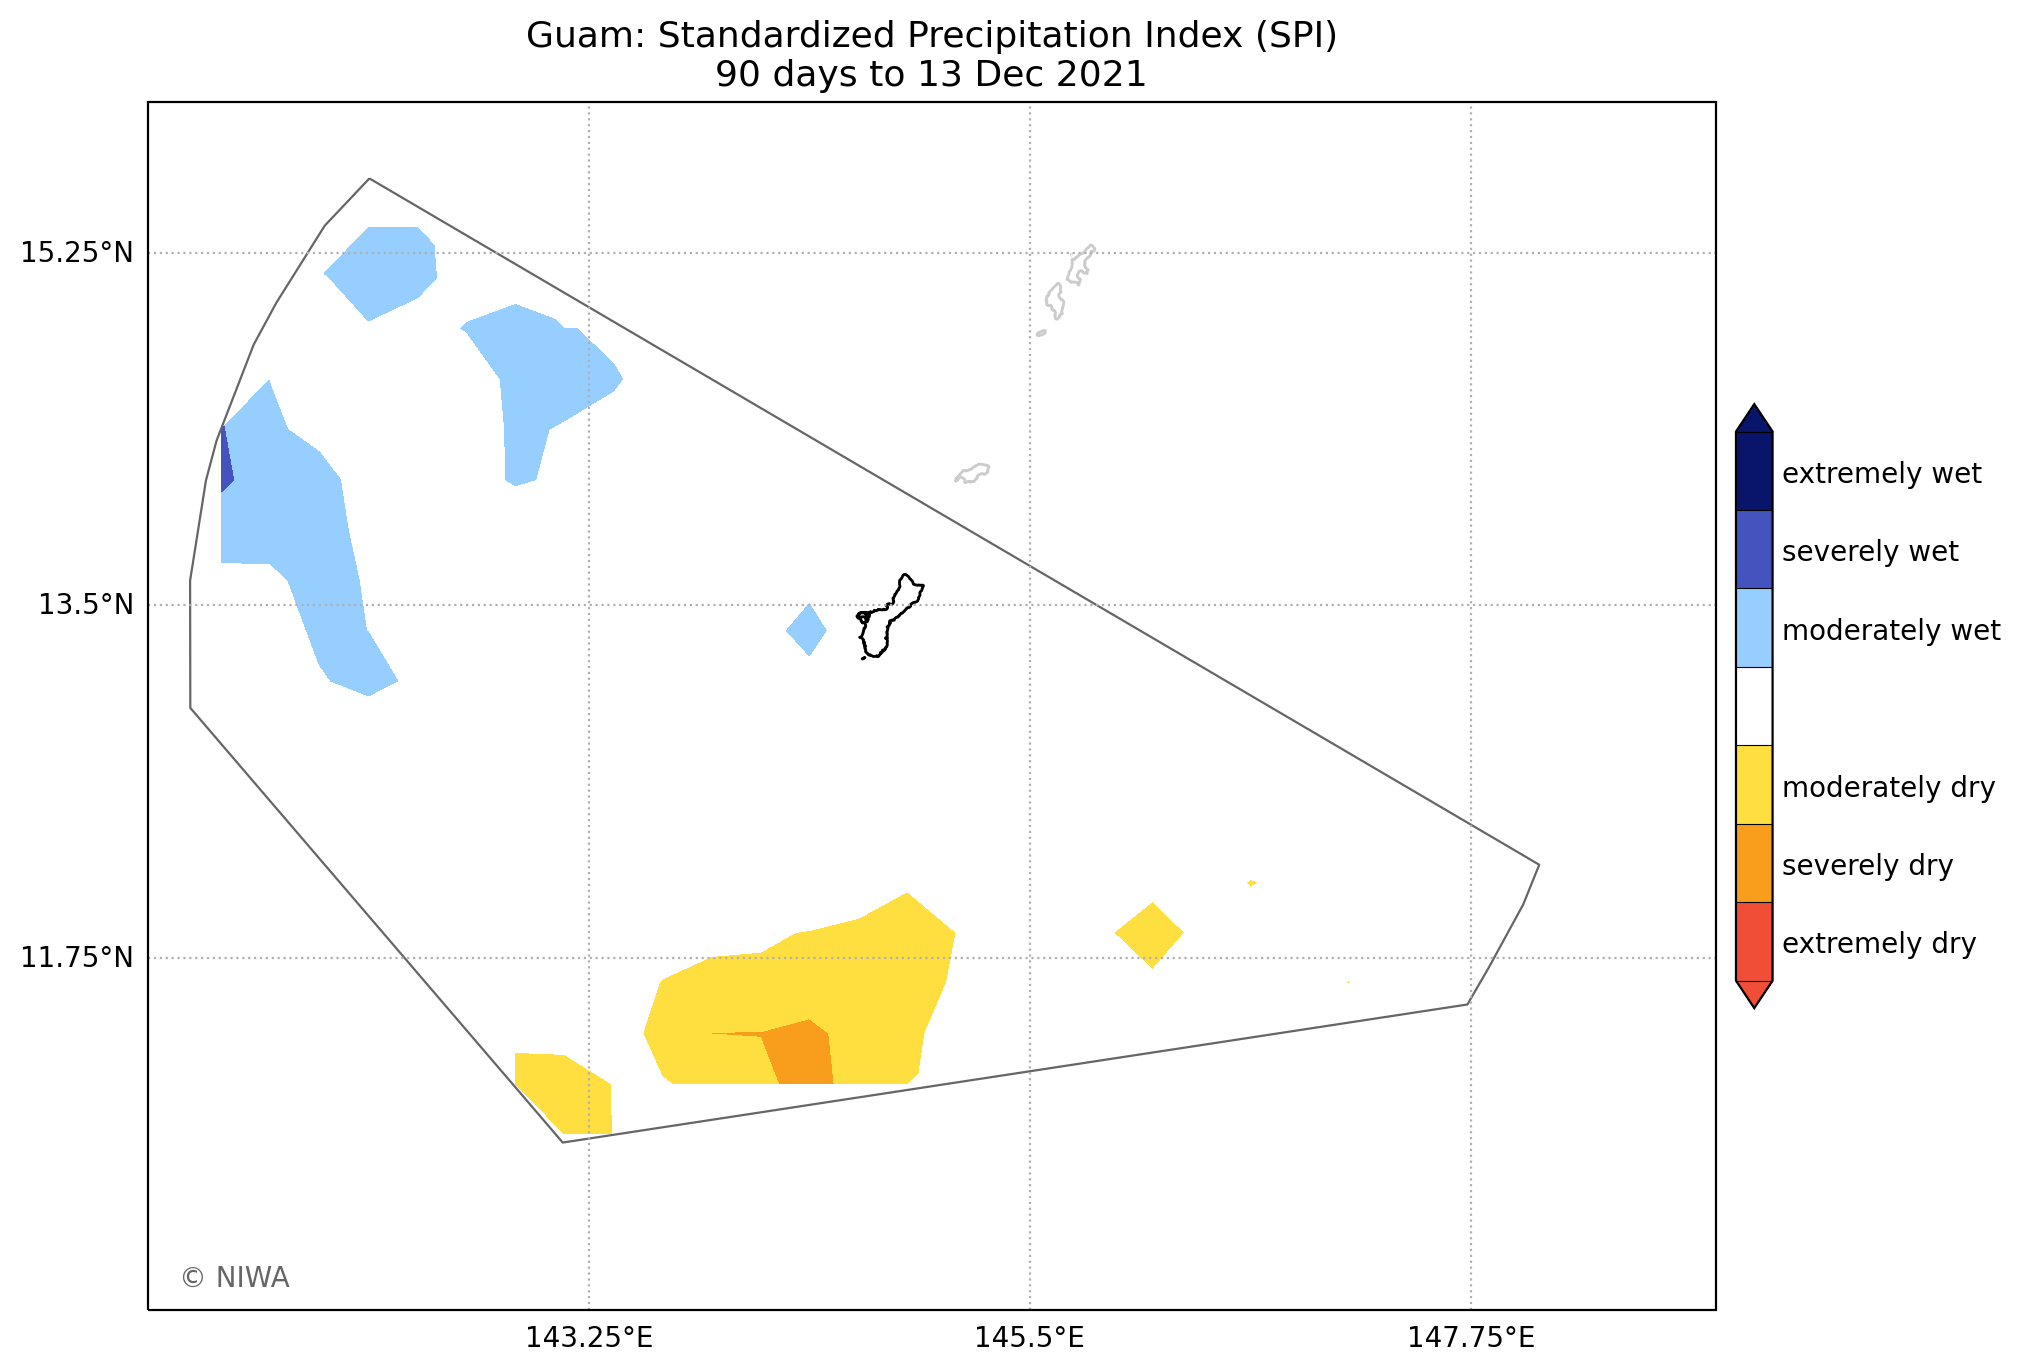 Guam: Standardized Precipitation Index (SPI)
90 days to 13 Dec 2021
15.25°N
13.5°N
11.75°N
143.25°E
145.5°E
147.75°E
extremely wet
severely wet
moderately wet
moderately dry
severely dry
extremely dry
© NIWA